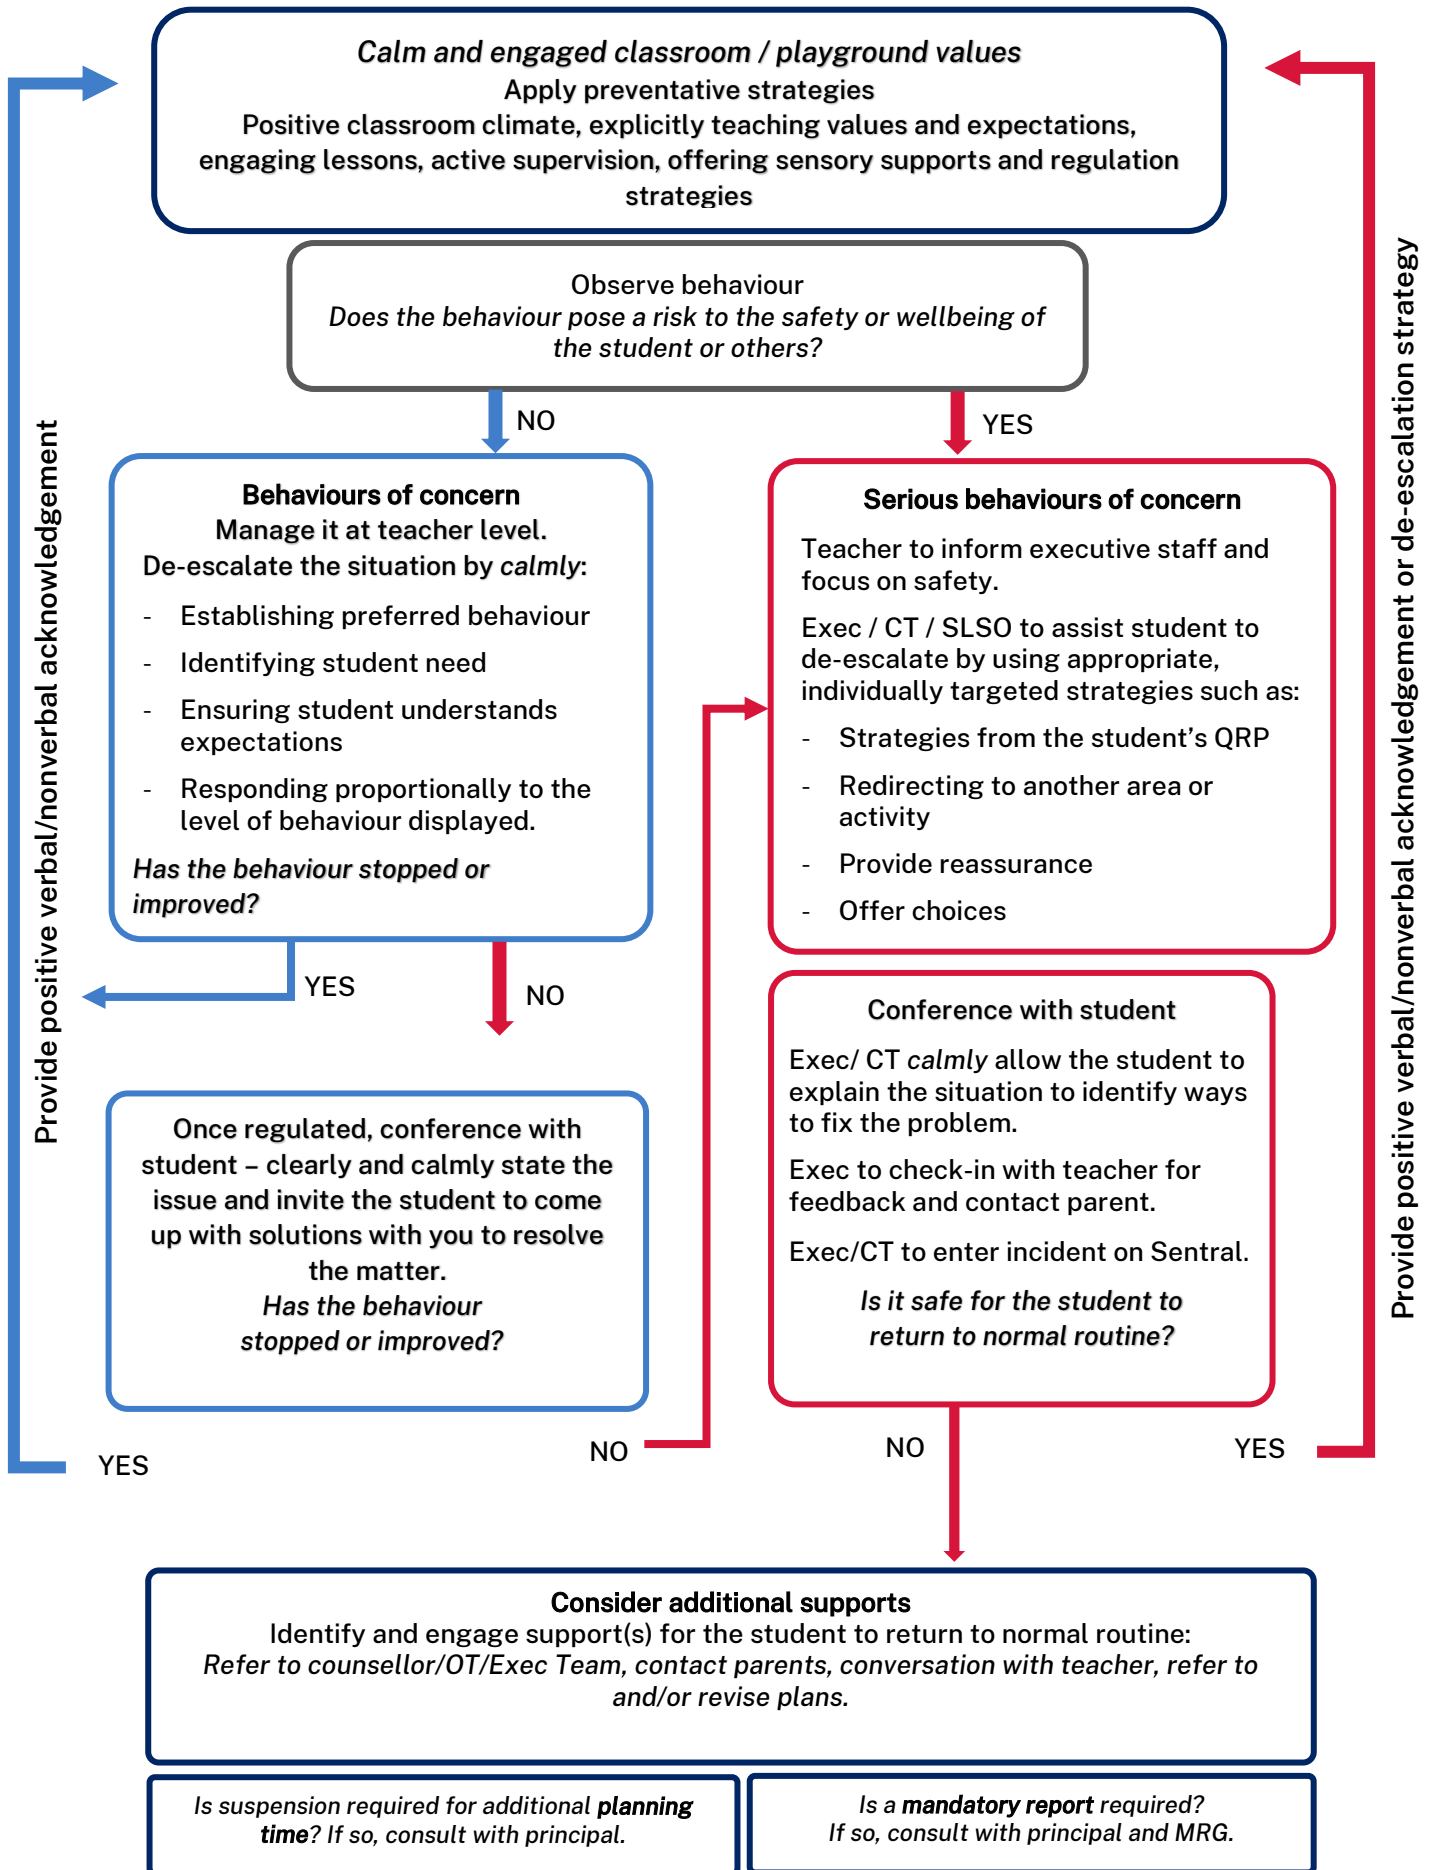 Calm and engaged classroom / playground values
Apply preventative strategies
Positive classroom climate, explicitly teaching values and expectations,
engaging lessons, active supervision, offering sensory supports and regulation
strategies
Observe behaviour
Does the behaviour pose a risk to the safety or wellbeing of
the student or others?
NO
YES
Behaviours of concern
Manage it at teacher level.
De-escalate the situation by calmly:
- Establishing preferred behaviour
- Identifying student need
- Ensuring student understands
expectations
- Responding proportionally to the
level of behaviour displayed.
Has the behaviour stopped or
improved?
YES
NO
Once regulated, conference with
student – clearly and calmly state the
issue and invite the student to come
up with solutions with you to resolve
the matter.
Has the behaviour
stopped or improved?
YES
NO
Provide positive verbal/nonverbal acknowledgement
Serious behaviours of concern
Teacher to inform executive staff and
focus on safety.
Exec / CT / SLSO to assist student to
de-escalate by using appropriate,
individually targeted strategies such as:
- Strategies from the student’s QRP
- Redirecting to another area or
activity
- Provide reassurance
- Offer choices
Conference with student
Exec/ CT calmly allow the student to
explain the situation to identify ways
to fix the problem.
Exec to check-in with teacher for
feedback and contact parent.
Exec/CT to enter incident on Sentral.
Is it safe for the student to
return to normal routine?
NO
YES
Provide positive verbal/nonverbal acknowledgement or de-escalation strategy
Consider additional supports
Identify and engage support(s) for the student to return to normal routine:
Refer to counsellor/OT/Exec Team, contact parents, conversation with teacher, refer to
and/or revise plans.
Is suspension required for additional planning
time? If so, consult with principal.
Is a mandatory report required?
If so, consult with principal and MRG.